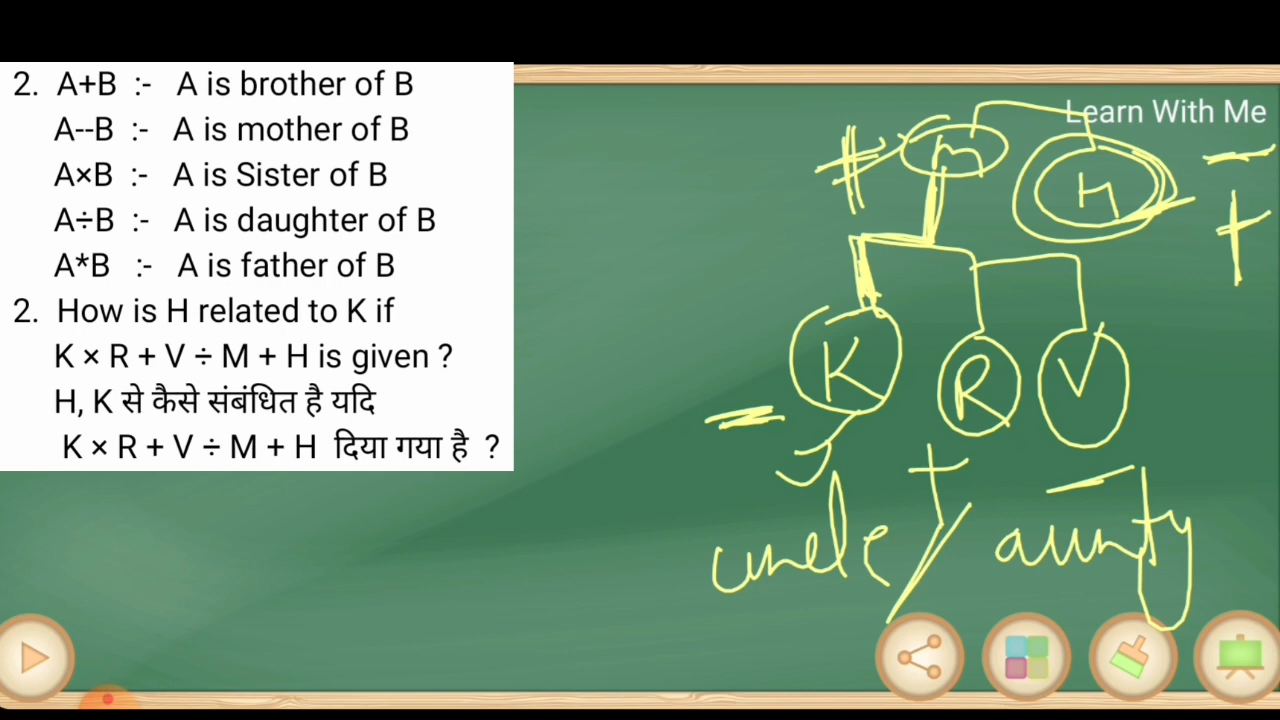 2. A+B :- A is brother of B
A--B :- A is mother of B
A×B :- A is Sister of B
A÷B :- A is daughter of B
A*B :- A is father of B
2. How is H related to K if
K × R + V ÷ M + H is given ?
H, K से कैसे संबंधित है यदि
K × R + V ÷ M + H दिया गया है ?
Learn With Me
m H
+
K R V
uncle / aunty